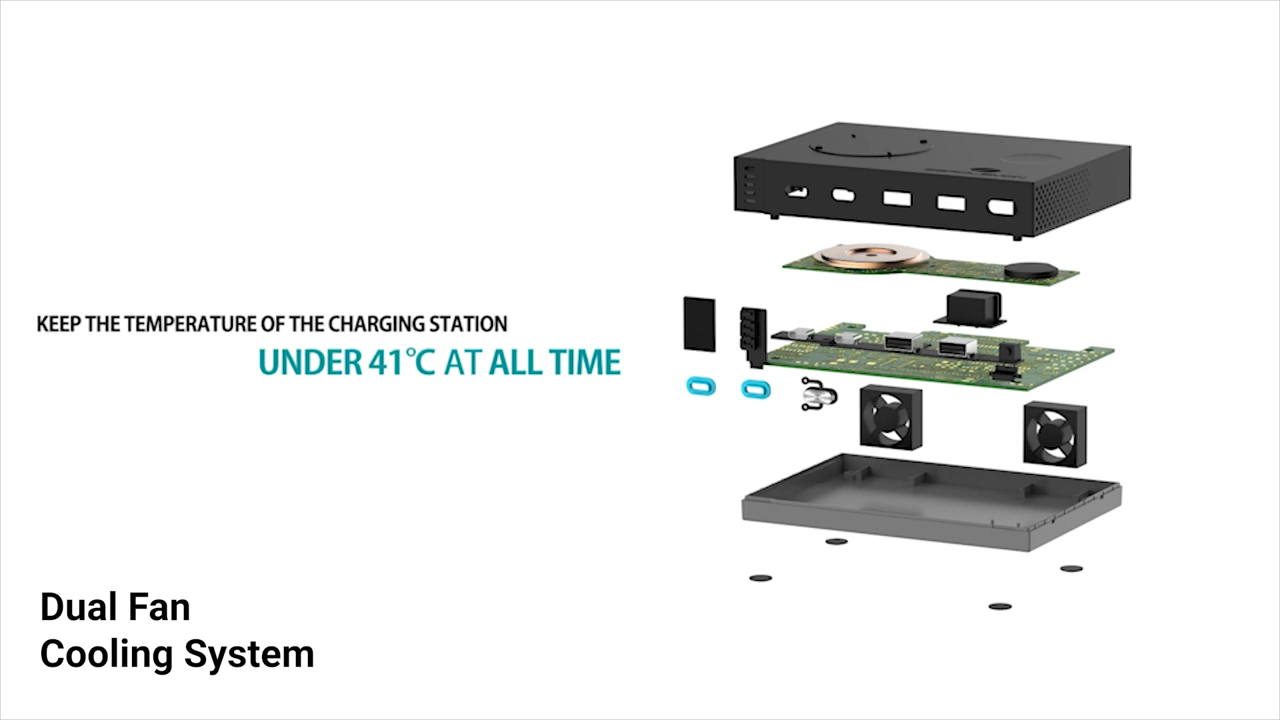 KEEP THE TEMPERATURE OF THE CHARGING STATION
UNDER 41°C AT ALL TIME
Dual Fan
Cooling System